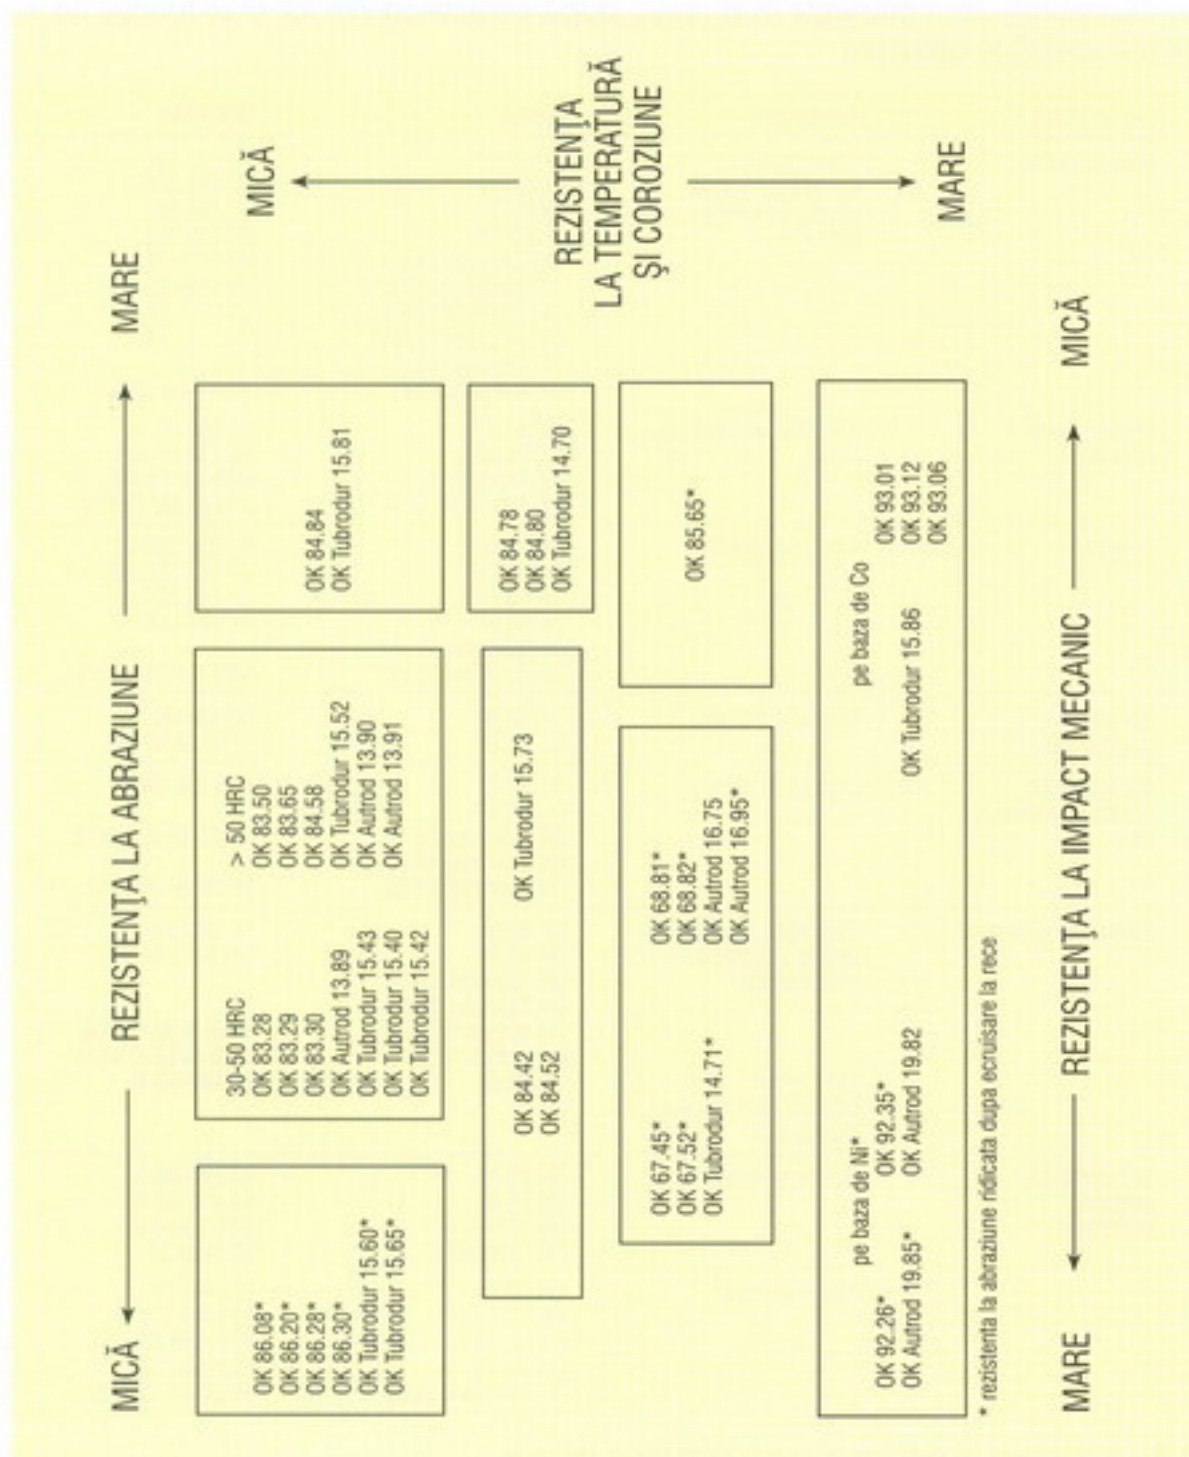 MICĂ REZISTENŢA LA ABRAZIUNE MARE
OK 86.08*
OK 86.20*
OK 86.28*
OK 86.30*
OK Tubrodur 15.60*
OK Tubrodur 15.65*
30-50 HRC
OK 83.28
OK 83.29
OK 83.30
OK Autrod 13.89
OK Tubrodur 15.43
OK Tubrodur 15.40
OK Tubrodur 15.42
> 50 HRC
OK 83.50
OK 83.65
OK 84.58
OK Tubrodur 15.52
OK Autrod 13.90
OK Autrod 13.91
OK 84.84
OK Tubrodur 15.81
MICĂ
OK 84.42
OK 84.52
OK Tubrodur 15.73
OK 84.78
OK 84.80
OK Tubrodur 14.70
REZISTENŢA
LA TEMPERATURĂ
ŞI COROZIUNE
OK 67.45*
OK 67.52*
OK Tubrodur 14.71*
OK 68.81*
OK 68.82*
OK Autrod 16.75
OK Autrod 16.95*
OK 85.65*
pe baza de Ni*
OK 92.26*
OK Autrod 19.85*
OK 92.35*
OK Autrod 19.82
pe baza de Co
OK Tubrodur 15.86
OK 93.01
OK 93.12
OK 93.06
MARE
* rezistenta la abraziune ridicata dupa ecruisare la rece
MARE REZISTENŢA LA IMPACT MECANIC MICĂ